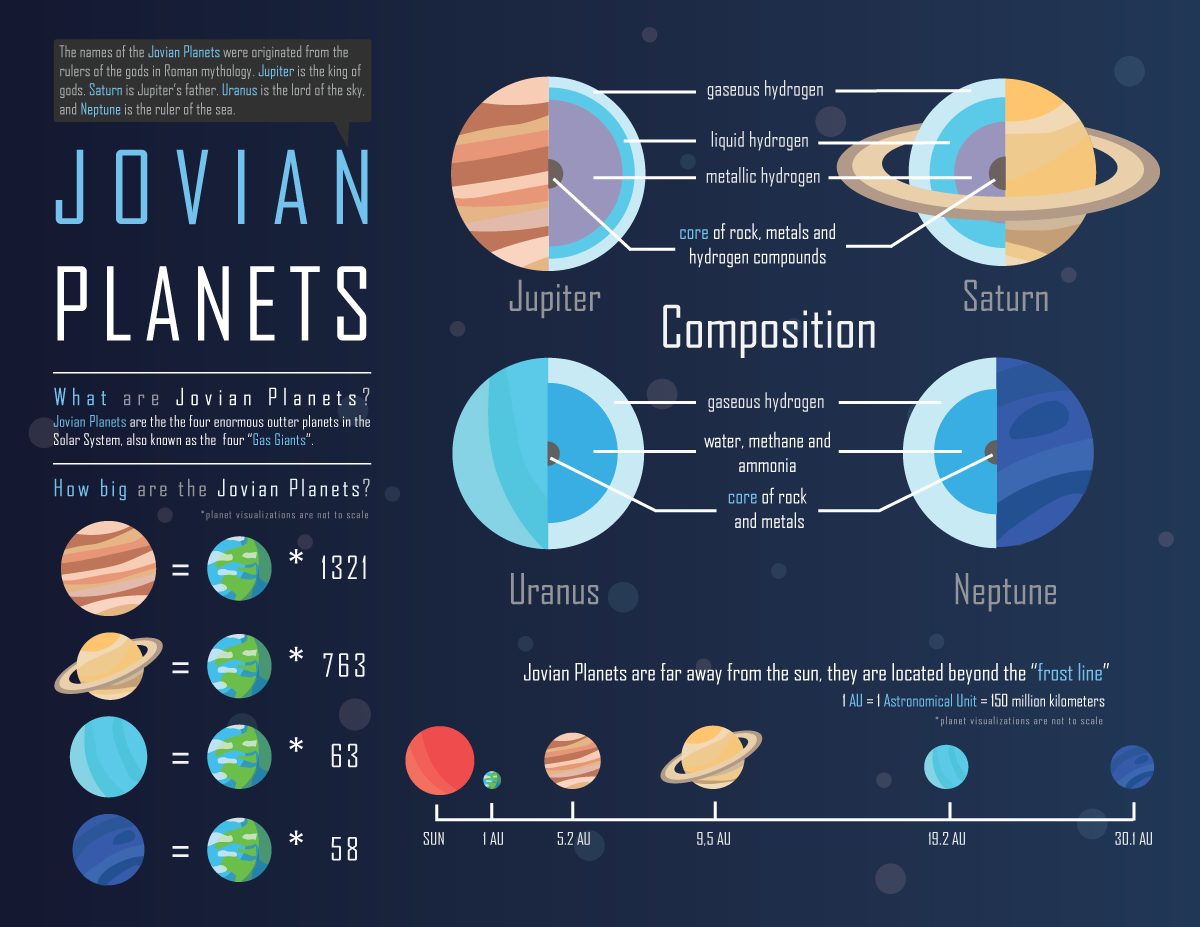 The names of the Jovian Planets were originated from the
rulers of the gods in Roman mythology. Jupiter is the king of
gods. Saturn is Jupiter's father. Uranus is the lord of the sky,
and Neptune is the ruler of the sea.
JOVIAN
PLANETS
What are Jovian Planets?
Jovian Planets are the the four enormous outter planets in the
Solar System, also known as the four "Gas Giants".
How big are the Jovian Planets?
*planet visualizations are not to scale
= * 1321
= * 763
= * 63
= * 58
gaseous hydrogen
liquid hydrogen
metallic hydrogen
core of rock, metals and
hydrogen compounds
Jupiter
Saturn
Composition
gaseous hydrogen
water, methane and
ammonia
core of rock
and metals
Uranus
Neptune
Jovian Planets are far away from the sun, they are located beyond the "frost line"
1 AU = 1 Astronomical Unit = 150 million kilometers
*planet visualizations are not to scale
SUN
1 AU
5.2 AU
9,5 AU
19.2 AU
30.1 AU